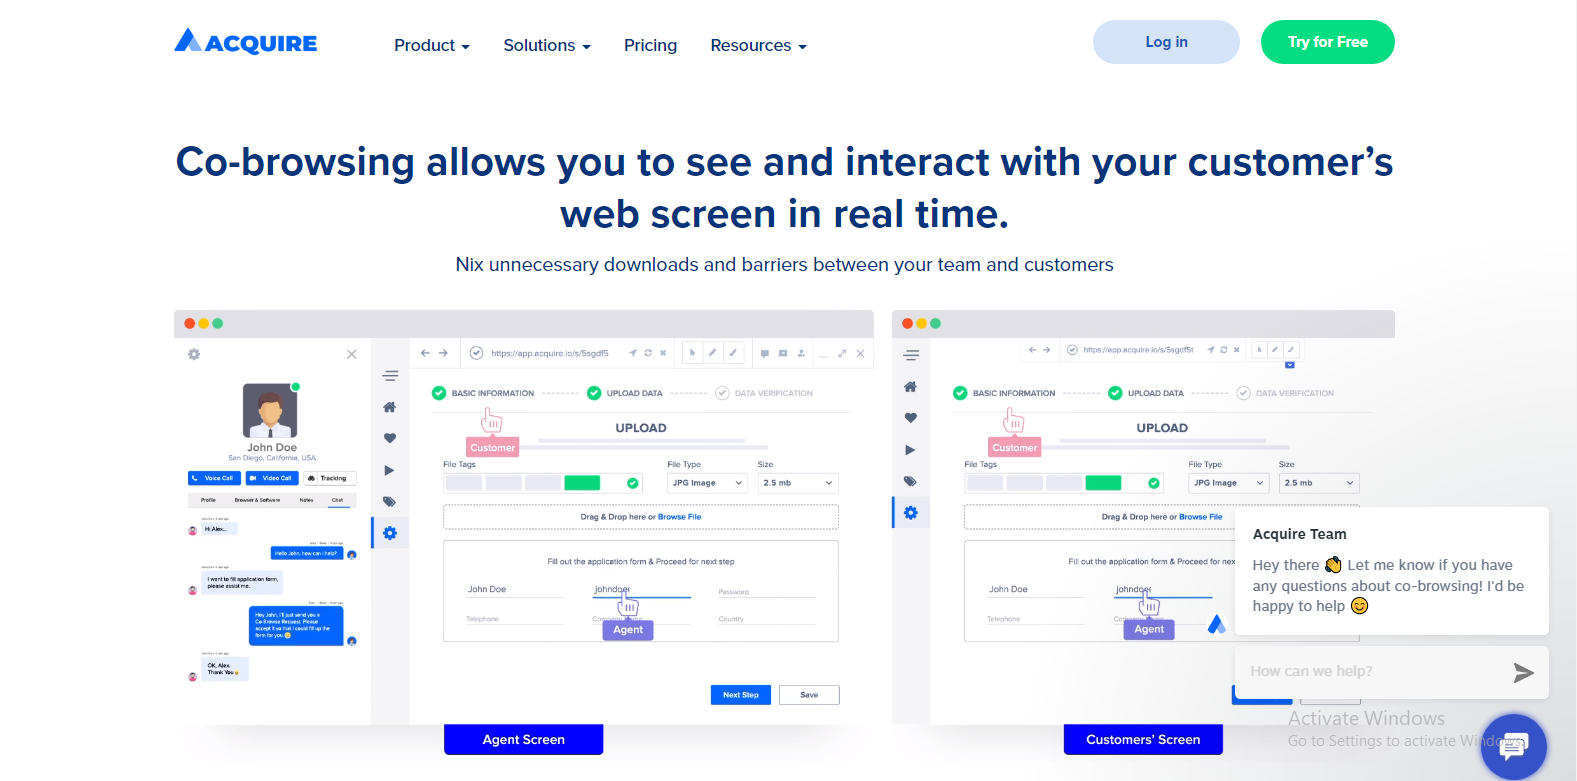 ACQUIRE
Product
Solutions
Pricing
Resources
Log in
Try for Free
Co-browsing allows you to see and interact with your customer’s
web screen in real time.
Nix unnecessary downloads and barriers between your team and customers
John Doe
San Diego, California, USA
Voice Call
Video Call
Tracking
Profile
Browser & Software
Notes
Chat
Hi Alex...
Hello John, how can i help?
I want to fill application form,
please assist me.
Hey John, I'll just send you a
Co-Browse Request. Please
accept it so that I could fill up the
form for you.😊
OK, Alex.
Thank You
https://app.acquire.io/s/5sgdf5
BASIC INFORMATION
UPLOAD DATA
DATA VERIFICATION
UPLOAD
Customer
File Tags
File Type
Size
JPG Image
2.5 mb
Drag & Drop here or Browse File
Fill out the application form & Proceed for next step
John Doe
johndoe
Password
Telephone
Country
Agent
Next Step
Save
Agent Screen
https://app.acquire.io/s/5sgdf5t
BASIC INFORMATION
UPLOAD DATA
DATA VERIFICATION
UPLOAD
Customer
File Tags
File Type
Size
JPG Image
2.5 mb
Drag & Drop here or Browse File
Fill out the application form & Proceed for nex
John Doe
johndoe
Telephone
Agent
Customers’ Screen
Acquire Team
Hey there 👋 Let me know if you have
any questions about co-browsing! I'd be
happy to help 😊
How can we help?
Activate Windows
Go to Settings to activate Windows.